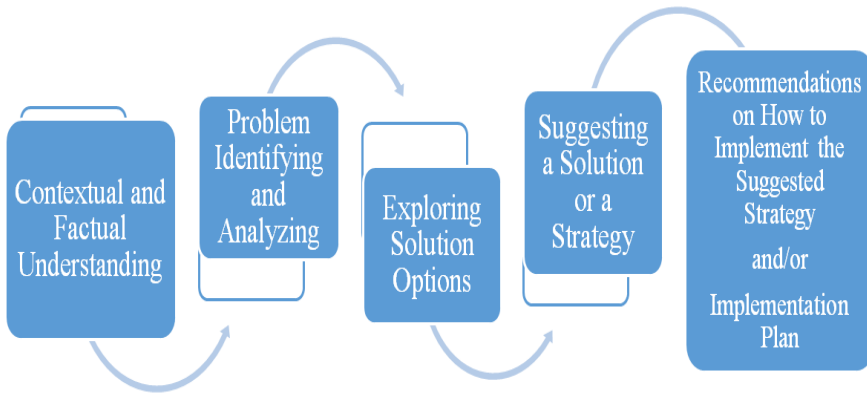 Contextual and
Factual
Understanding
Problem
Identifying
and
Analyzing
Exploring
Solution
Options
Suggesting
a Solution
or a
Strategy
Recommendations
on How to
Implement the
Suggested
Strategy
and/or
Implementation
Plan